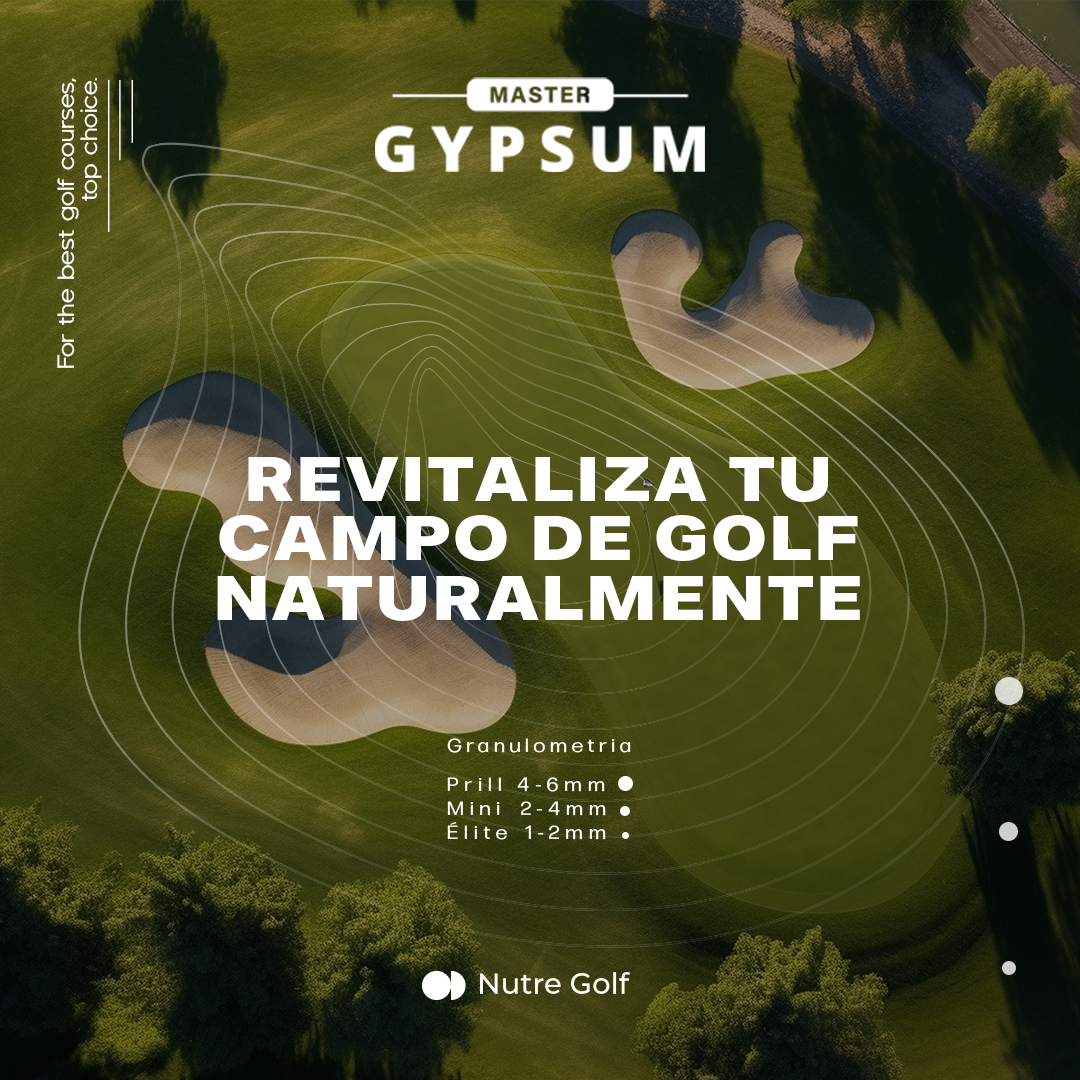 For the best golf courses,
top choice.
MASTER
GYPSUM
REVITALIZA TU
CAMPO DE GOLF
NATURALMENTE
Granulometria
Prill 4-6mm
Mini 2-4mm
Élite 1-2mm
Nutre Golf